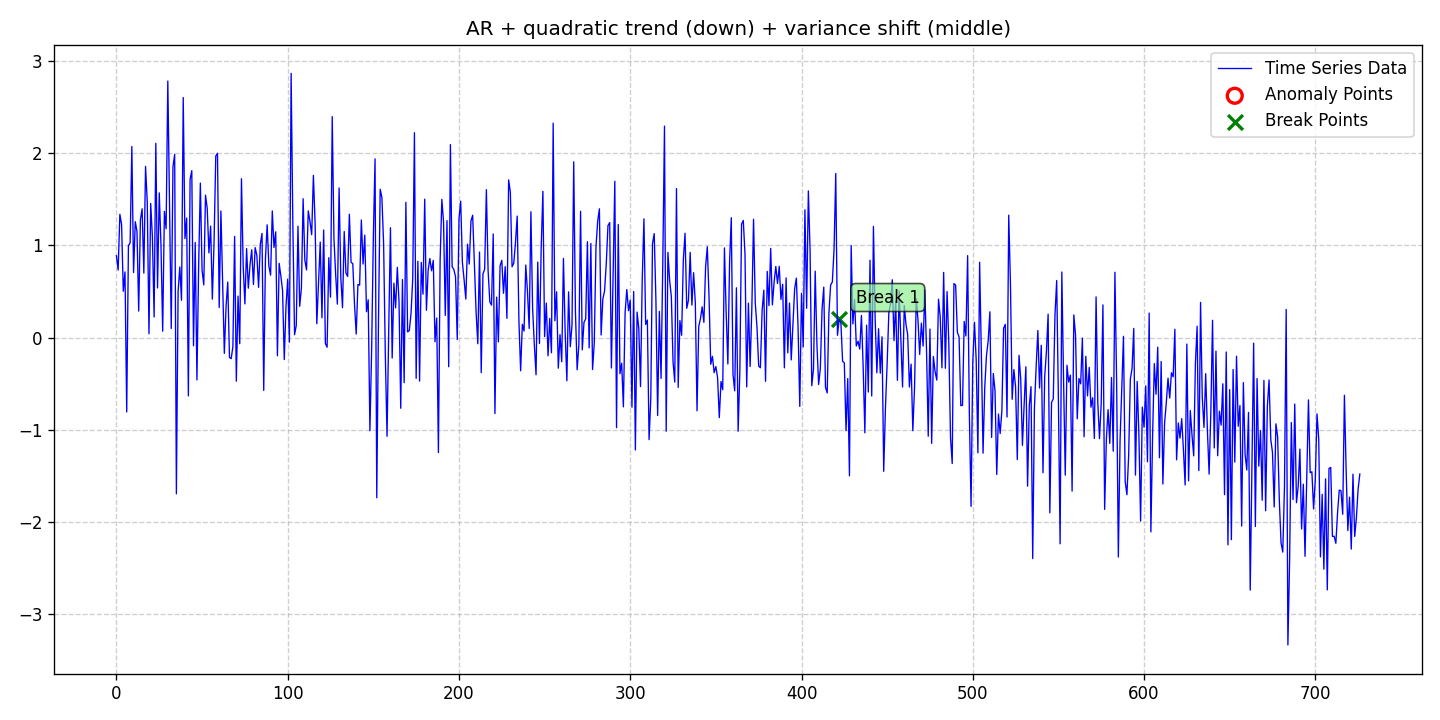 AR + quadratic trend (down) + variance shift (middle)
3
2
1
0
−1
−2
−3
Time Series Data
Anomaly Points
Break Points
Break 1
0 100 200 300 400 500 600 700